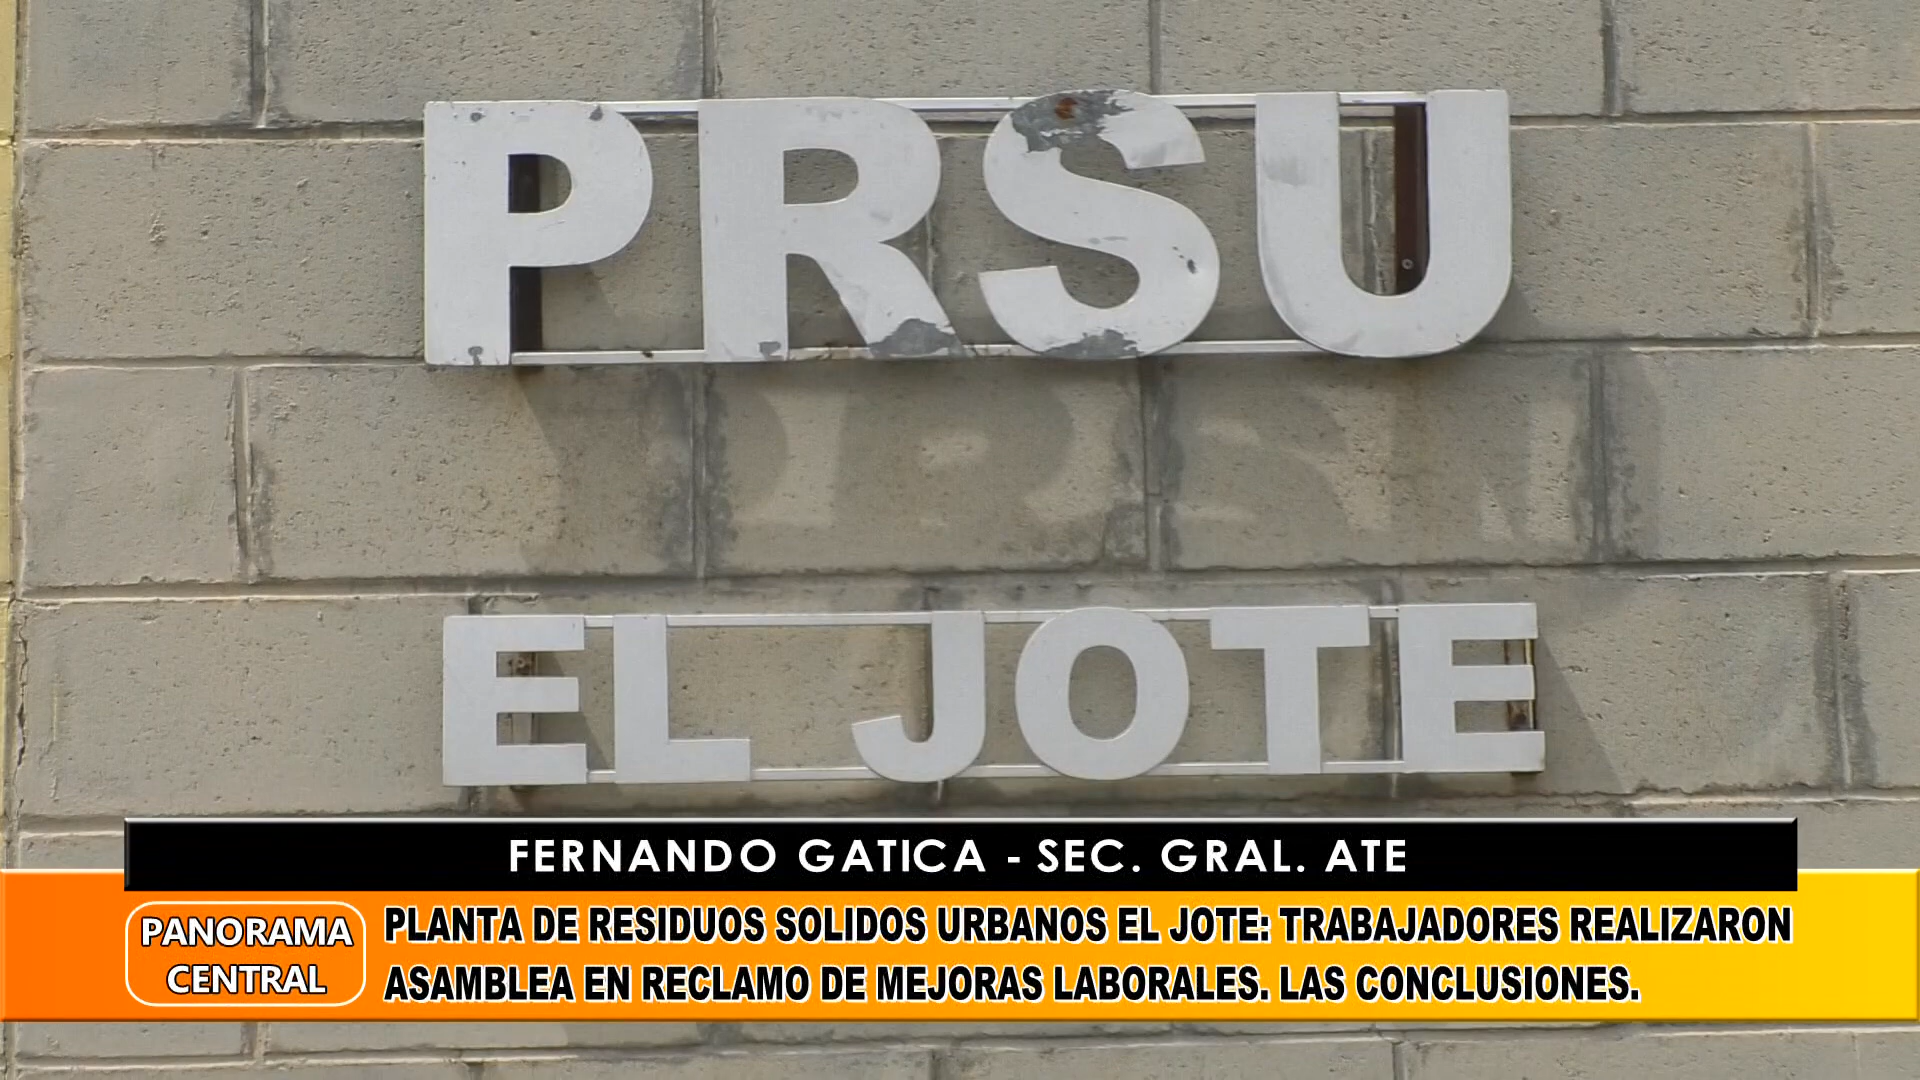 PRSU
EL JOTE
FERNANDO GATICA - SEC. GRAL. ATE
PANORAMA
CENTRAL
PLANTA DE RESIDUOS SOLIDOS URBANOS EL JOTE: TRABAJADORES REALIZARON
ASAMBLEA EN RECLAMO DE MEJORAS LABORALES. LAS CONCLUSIONES.